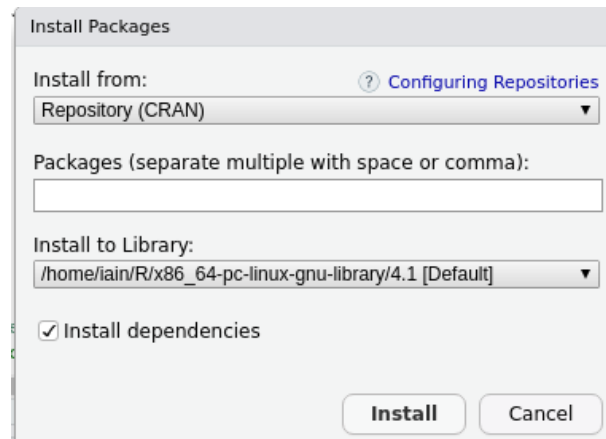 Install Packages
Install from:
? Configuring Repositories
Repository (CRAN)
Packages (separate multiple with space or comma):
Install to Library:
/home/iain/R/x86_64-pc-linux-gnu-library/4.1 [Default]
Install dependencies
Install
Cancel